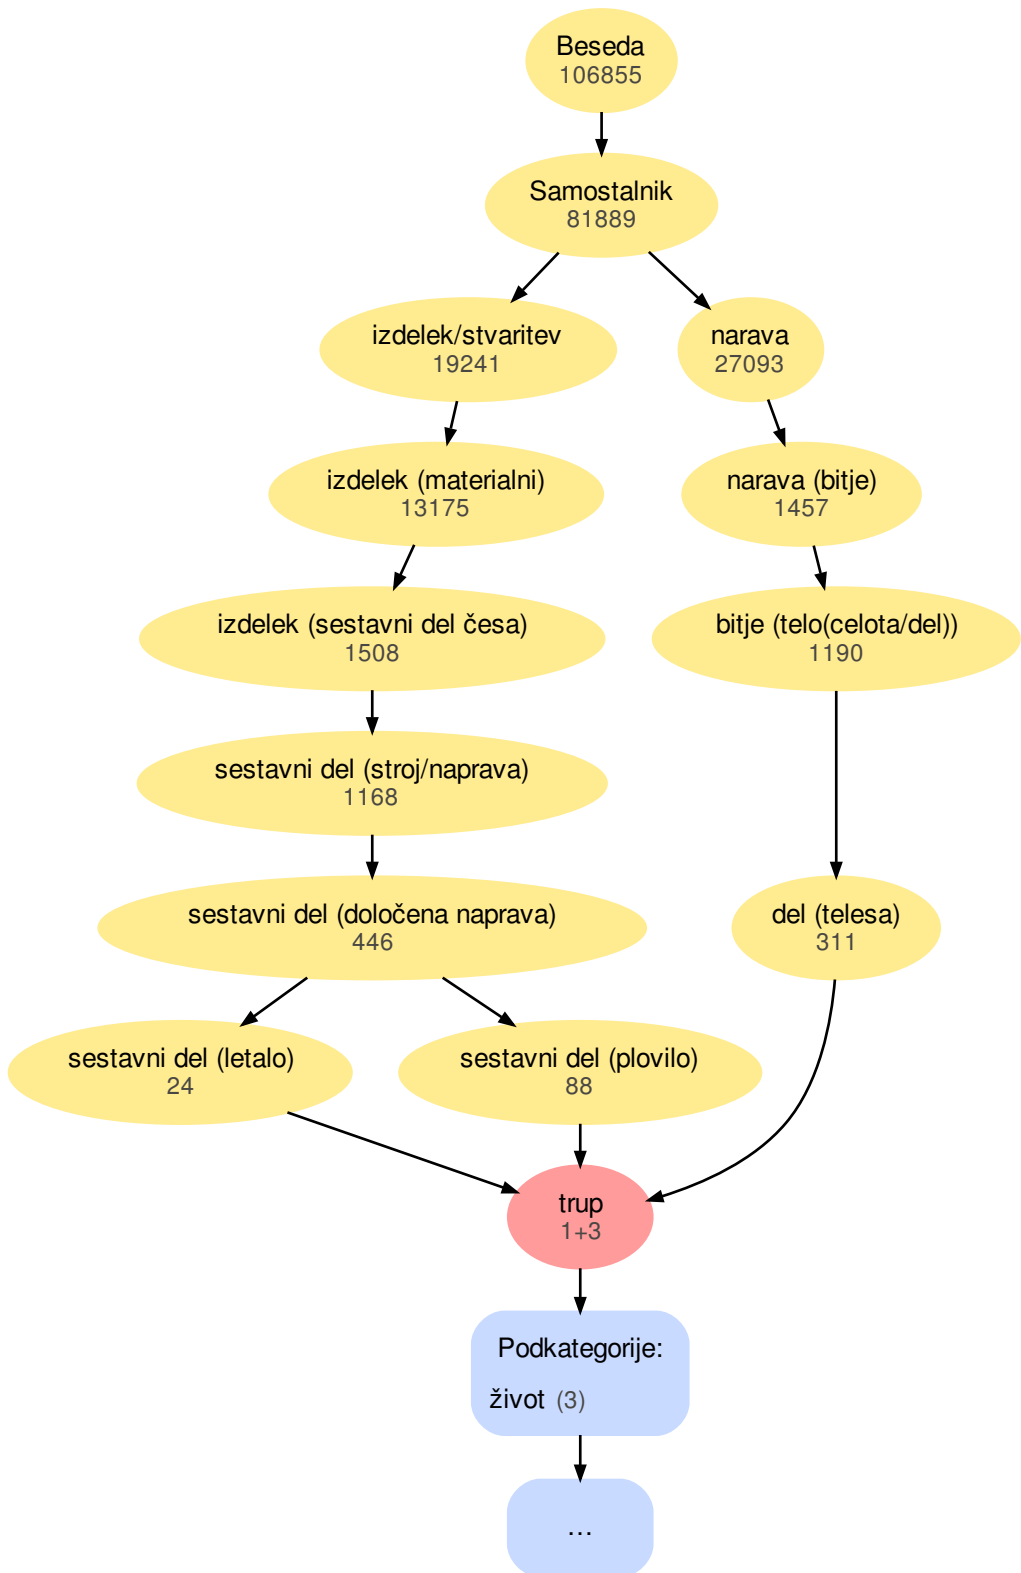 Beseda
106855
Samostalnik
81889
izdelek/stvaritev
19241
narava
27093
izdelek (materialni)
13175
narava (bitje)
1457
izdelek (sestavni del česa)
1508
bitje (telo(celota/del))
1190
sestavni del (stroj/naprava)
1168
sestavni del (določena naprava)
446
del (telesa)
311
sestavni del (letalo)
24
sestavni del (plovilo)
88
trup
1+3
Podkategorije:
život (3)
...